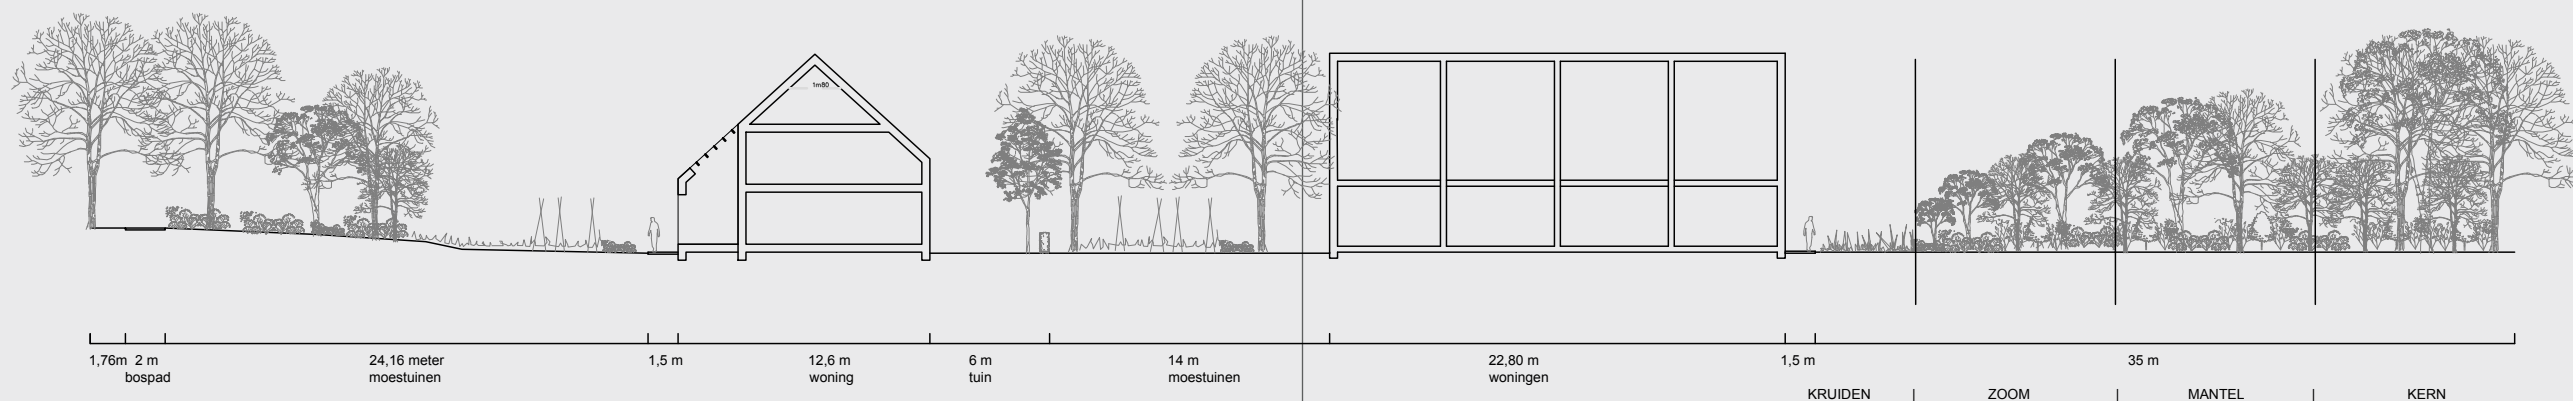 1m80
1,76m 2 m 24,16 meter 1,5 m 12,6 m 6 m 14 m 22,80 m 1,5 m 35 m
bospad moestuinen woning tuin moestuinen woningen
KRUIDEN | ZOOM | MANTEL | KERN